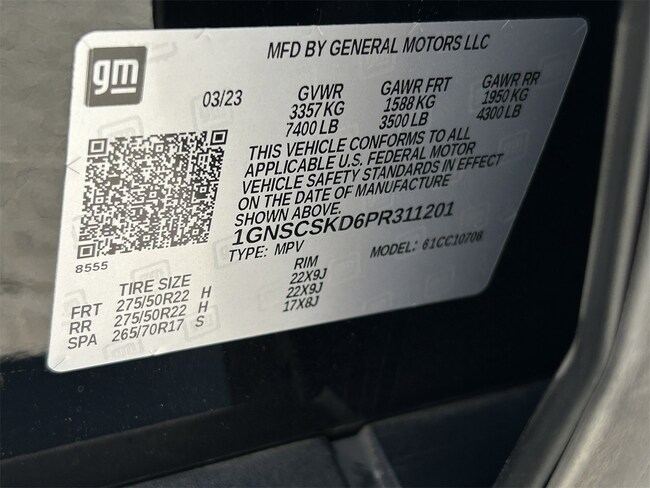 gm
MFD BY GENERAL MOTORS LLC
03/23 GVWR GAWR FRT GAWR RR
3357 KG 1588 KG 1950 KG
7400 LB 3500 LB 4300 LB
THIS VEHICLE CONFORMS TO ALL
APPLICABLE U.S. FEDERAL MOTOR
VEHICLE SAFETY STANDARDS IN EFFECT
ON THE DATE OF MANUFACTURE
SHOWN ABOVE.
1GNSCSKD6PR311201
TYPE: MPV MODEL: 61CC10706
8555
TIRE SIZE RIM
FRT 275/50R22 H 22X9J
RR 275/50R22 H 22X9J
SPA 265/70R17 S 17X8J